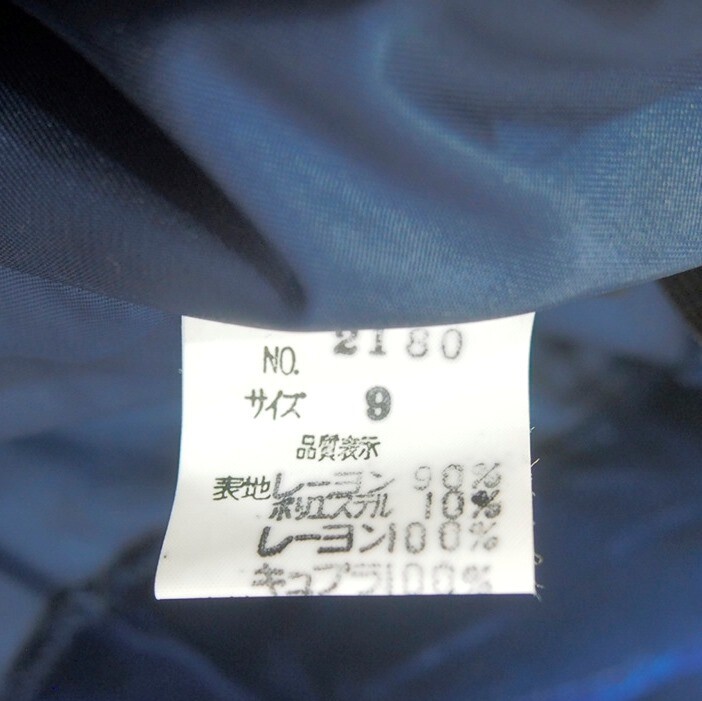 NO. 2180
サイズ 9
品質表示
表地 レーヨン 90%
ポリエステル 10%
レーヨン100%
キュプラ100%